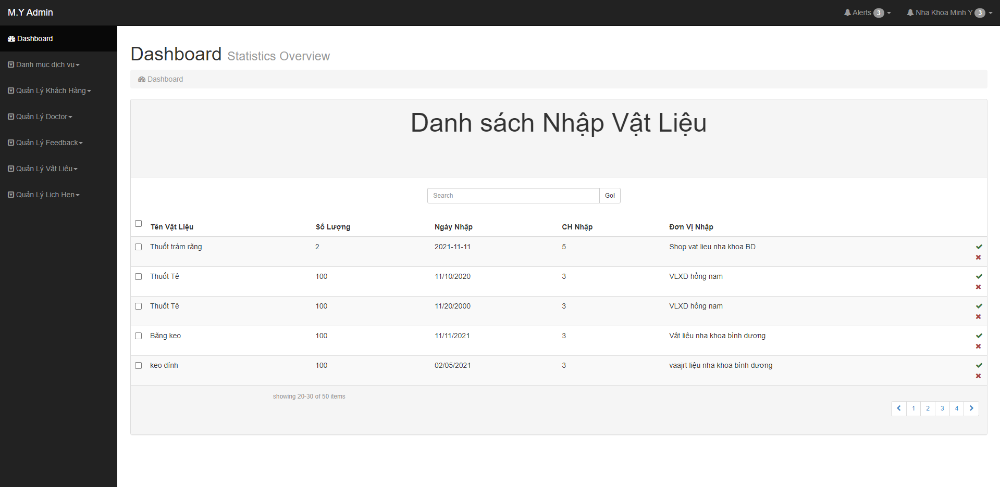 M.Y Admin
Alerts 3
Nha Khoa Minh Y 3
Dashboard
Danh mục dịch vụ
Quản Lý Khách Hàng
Quản Lý Doctor
Quản Lý Feedback
Quản Lý Vật Liệu
Quản Lý Lịch Hẹn
Dashboard Statistics Overview
Dashboard
Danh sách Nhập Vật Liệu
Search Go!
Tên Vật Liệu Số Lượng Ngày Nhập CH Nhập Đơn Vị Nhập
Thuốt trám răng 2 2021-11-11 5 Shop vat lieu nha khoa BD
Thuốt Tê 100 11/10/2020 3 VLXD hồng nam
Thuốt Tê 100 11/20/2000 3 VLXD hồng nam
Băng keo 100 11/11/2021 3 Vật liệu nha khoa bình dương
keo dính 100 02/05/2021 3 vaajrt liệu nha khoa bình dương
showing 20-30 of 50 items
1 2 3 4